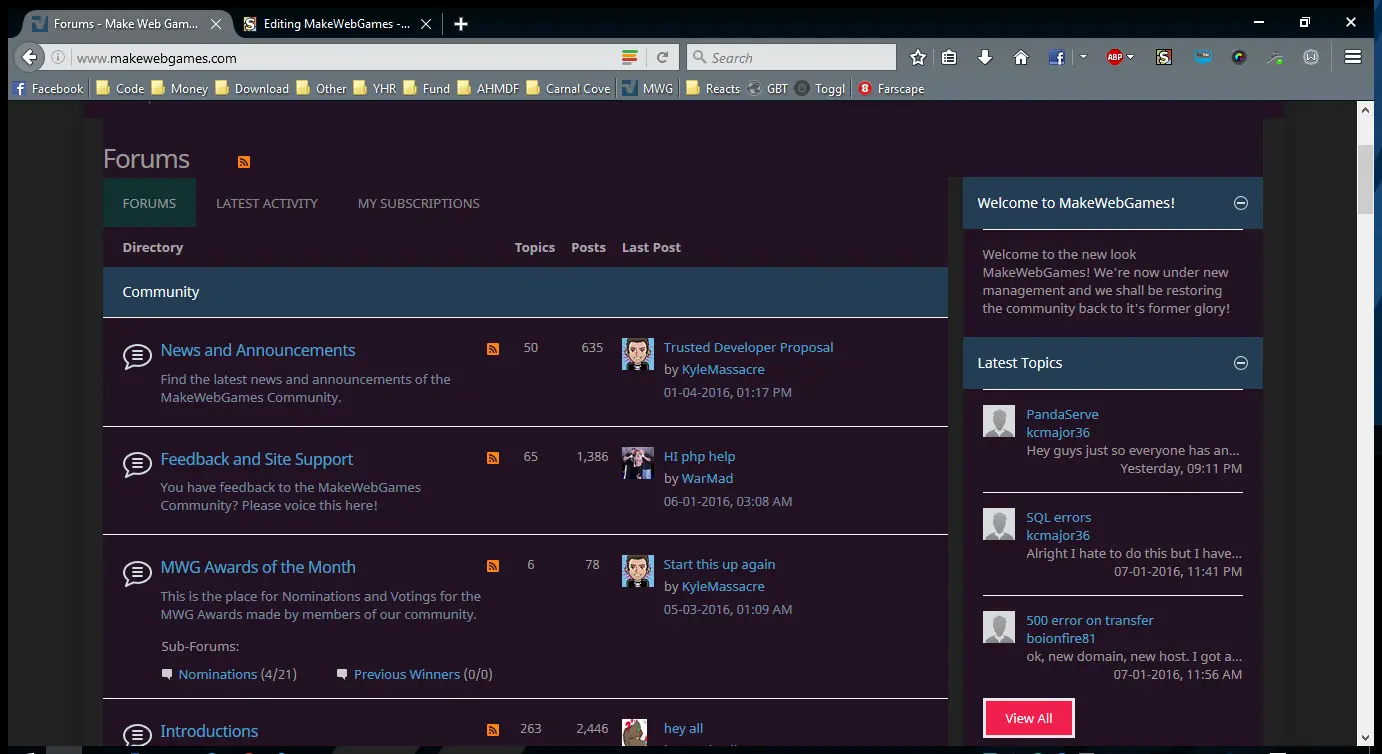 Forums - Make Web Gam...
Editing MakeWebGames -...
www.makewebgames.com
Search
ABP
S
W
Facebook
Code
Money
Download
Other
YHR
Fund
AHMDF
Carnal Cove
MWG
Reacts
GBT
Toggl
8
Farscape
Forums
FORUMS
LATEST ACTIVITY
MY SUBSCRIPTIONS
Directory
Topics
Posts
Last Post
Community
News and Announcements
Find the latest news and announcements of the
MakeWebGames Community.
50
635
Trusted Developer Proposal
by KyleMassacre
01-04-2016, 01:17 PM
Feedback and Site Support
You have feedback to the MakeWebGames
Community? Please voice this here!
65
1,386
HI php help
by WarMad
06-01-2016, 03:08 AM
MWG Awards of the Month
This is the place for Nominations and Votings for the
MWG Awards made by members of our community.
Sub-Forums:
Nominations (4/21)
Previous Winners (0/0)
6
78
Start this up again
by KyleMassacre
05-03-2016, 01:09 AM
Introductions
263
2,446
hey all
Welcome to MakeWebGames!
Welcome to the new look
MakeWebGames! We're now under new
management and we shall be restoring
the community back to it's former glory!
Latest Topics
PandaServe
kcmajor36
Hey guys just so everyone has an...
Yesterday, 09:11 PM
SQL errors
kcmajor36
Alright I hate to do this but I have...
07-01-2016, 11:41 PM
500 error on transfer
boionfire81
ok, new domain, new host. I got a...
07-01-2016, 11:56 AM
View All